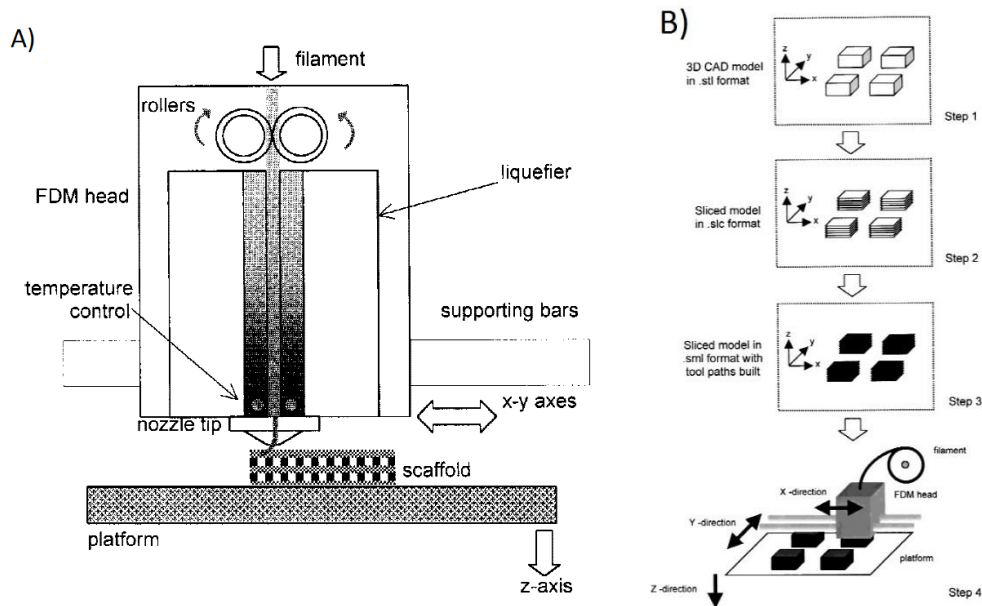 A)
filament
rollers
FDM head
liquefier
temperature
control
supporting bars
nozzle tip
x-y axes
scaffold
platform
z-axis
B)
3D CAD model
in .stl format
z
y
x
Step 1
Sliced model
in .slc format
z
y
x
Step 2
Sliced model in
.sml format with
tool paths built
z
y
x
Step 3
filament
FDM head
X -direction
Y -direction
platform
Z -direction
Step 4